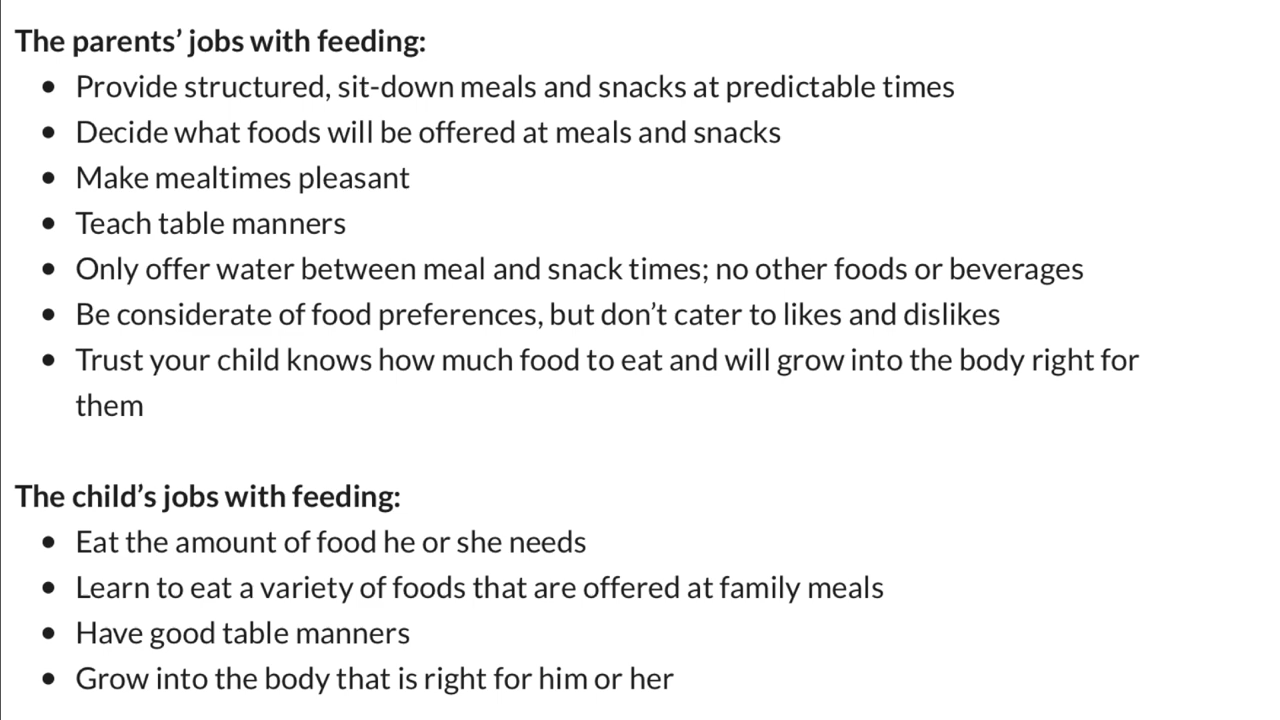 The parents’ jobs with feeding:
• Provide structured, sit-down meals and snacks at predictable times
• Decide what foods will be offered at meals and snacks
• Make mealtimes pleasant
• Teach table manners
• Only offer water between meal and snack times; no other foods or beverages
• Be considerate of food preferences, but don’t cater to likes and dislikes
• Trust your child knows how much food to eat and will grow into the body right for
them
The child’s jobs with feeding:
• Eat the amount of food he or she needs
• Learn to eat a variety of foods that are offered at family meals
• Have good table manners
• Grow into the body that is right for him or her